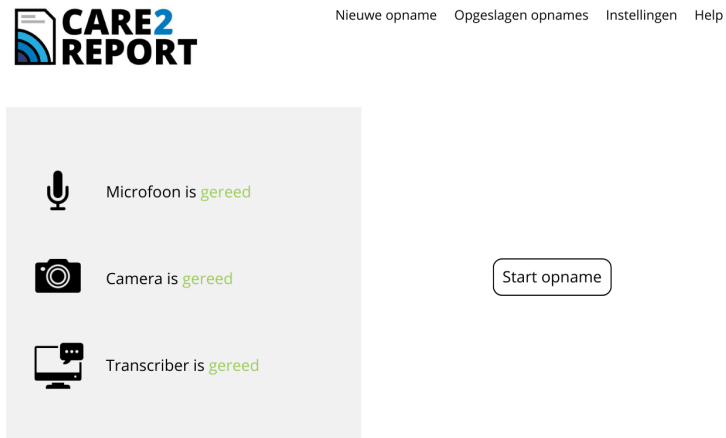 CARE2
REPORT
Nieuwe opname Opgeslagen opnames Instellingen Help
Microfoon is gereed
Camera is gereed
Start opname
Transcriber is gereed